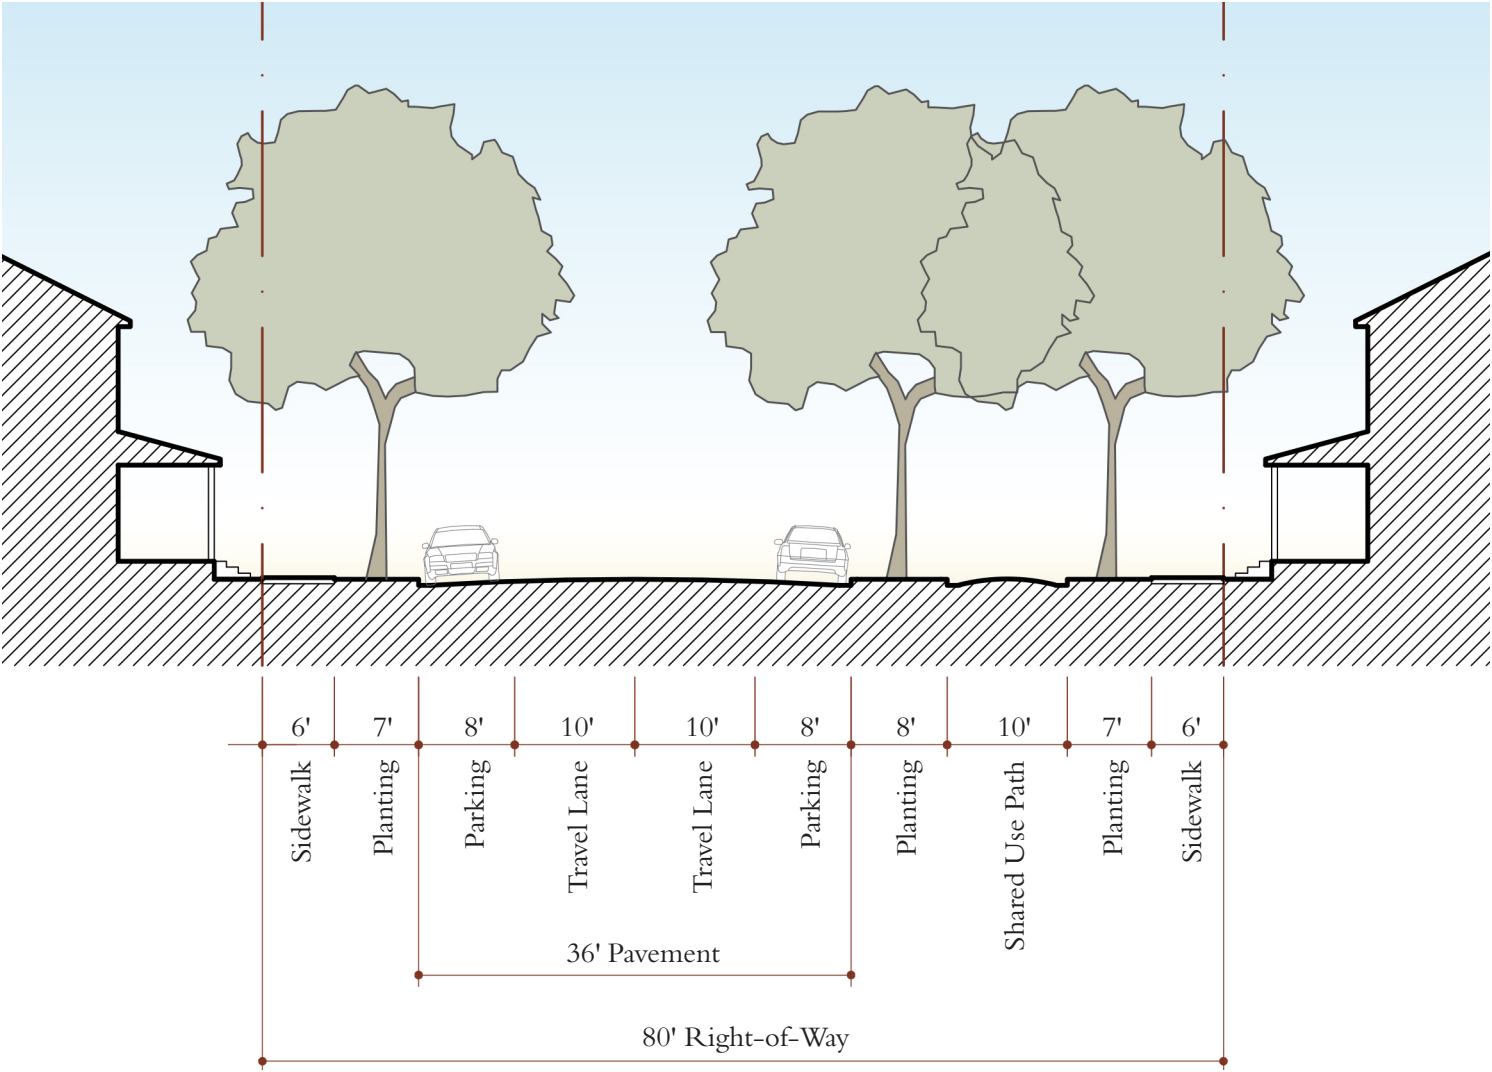 6' 7' 8' 10' 10' 8' 8' 10' 7' 6'
Sidewalk
Planting
Parking
Travel Lane
Travel Lane
Parking
Planting
Shared Use Path
Planting
Sidewalk
36' Pavement
80' Right-of-Way